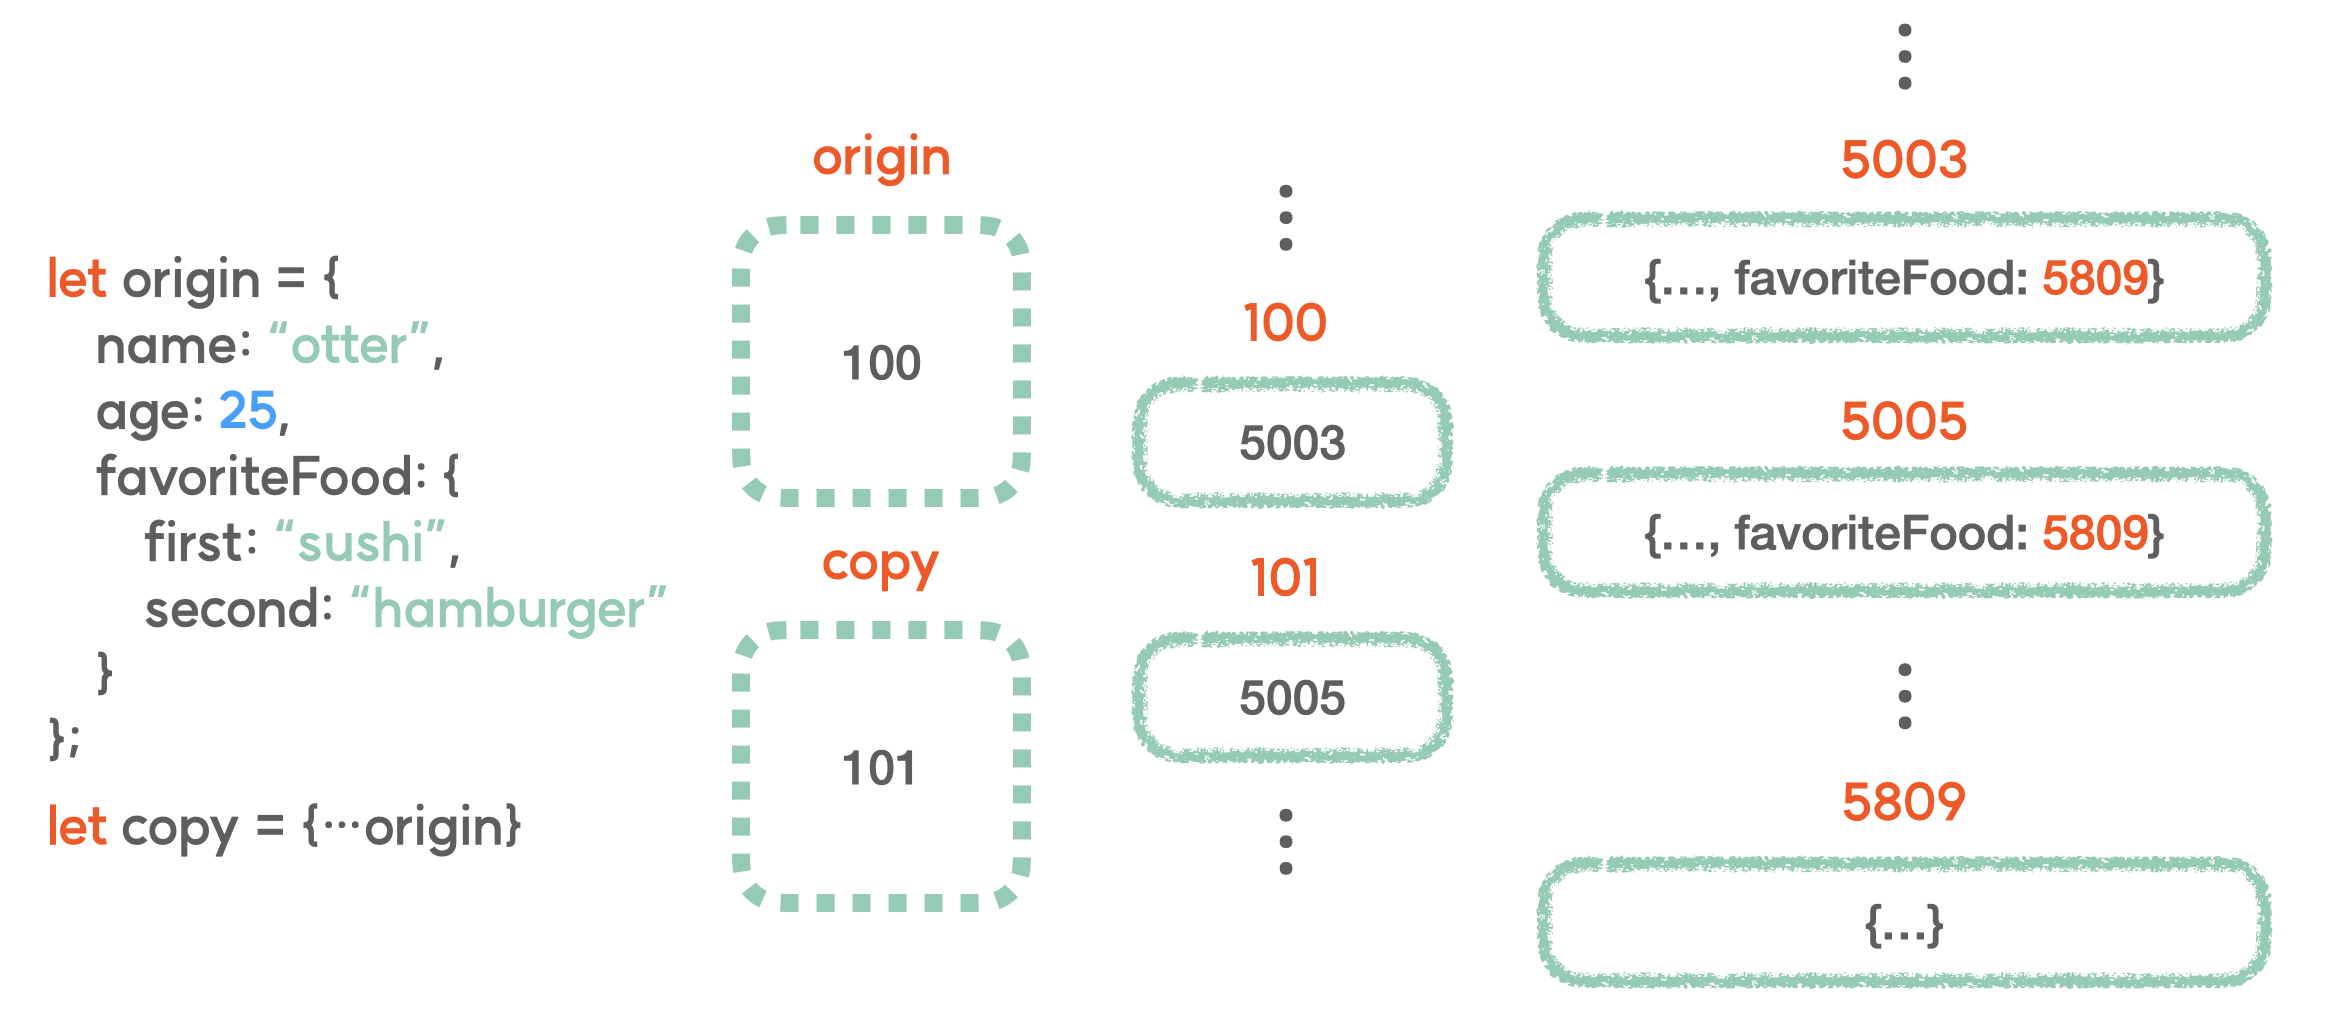 let origin = {
name: “otter”,
age: 25,
favoriteFood: {
first: “sushi”,
second: “hamburger”
}
};
let copy = {⋯origin}
origin
100
copy
101
100
5003
101
5005
5003
{..., favoriteFood: 5809}
5005
{..., favoriteFood: 5809}
5809
{...}